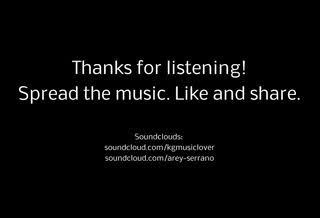 Thanks for listening!
Spread the music. Like and share.
Soundclouds:
soundcloud.com/kgmusiclover
soundcloud.com/arey-serrano